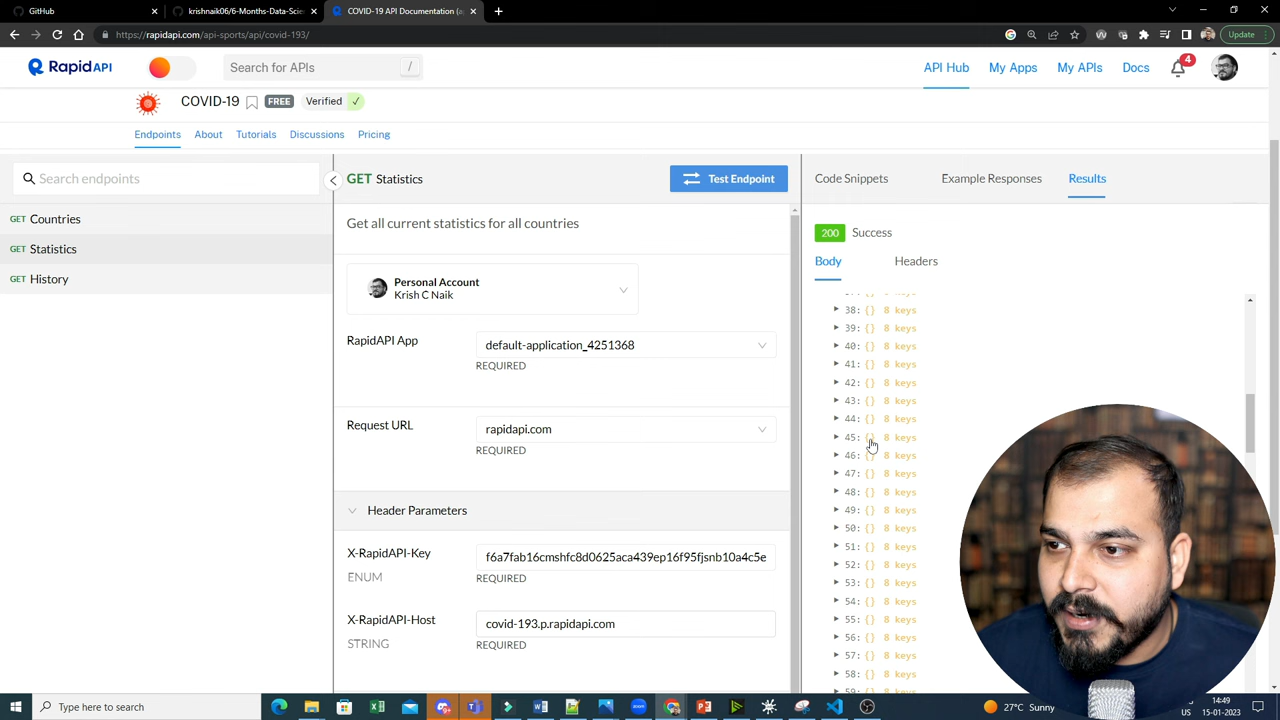 GitHub
krishnaik06/6-Months-Data-Scie
COVID-19 API Documentation (ap
https://rapidapi.com/api-sports/api/covid-193/
Update
RapidAPI
Search for APIs
/
API Hub
My Apps
My APIs
Docs
4
COVID-19
FREE
Verified ✓
Endpoints
About
Tutorials
Discussions
Pricing
Search endpoints
GET Countries
GET Statistics
GET History
GET Statistics
Test Endpoint
Get all current statistics for all countries
Personal Account
Krish C Naik
RapidAPI App
default-application_4251368
REQUIRED
Request URL
rapidapi.com
REQUIRED
Header Parameters
X-RapidAPI-Key
f6a7fab16cmshfc8d0625aca439ep16f95fjsnb10a4c5e
ENUM
REQUIRED
X-RapidAPI-Host
covid-193.p.rapidapi.com
STRING
REQUIRED
Code Snippets
Example Responses
Results
200 Success
Body
Headers
38: {} 8 keys
39: {} 8 keys
40: {} 8 keys
41: {} 8 keys
42: {} 8 keys
43: {} 8 keys
44: {} 8 keys
45: {} 8 keys
46: {} 8 keys
47: {} 8 keys
48: {} 8 keys
49: {} 8 keys
50: {} 8 keys
51: {} 8 keys
52: {} 8 keys
53: {} 8 keys
54: {} 8 keys
55: {} 8 keys
56: {} 8 keys
57: {} 8 keys
58: {} 8 keys
Type here to search
27°C Sunny
14:49
US
15-01-2023